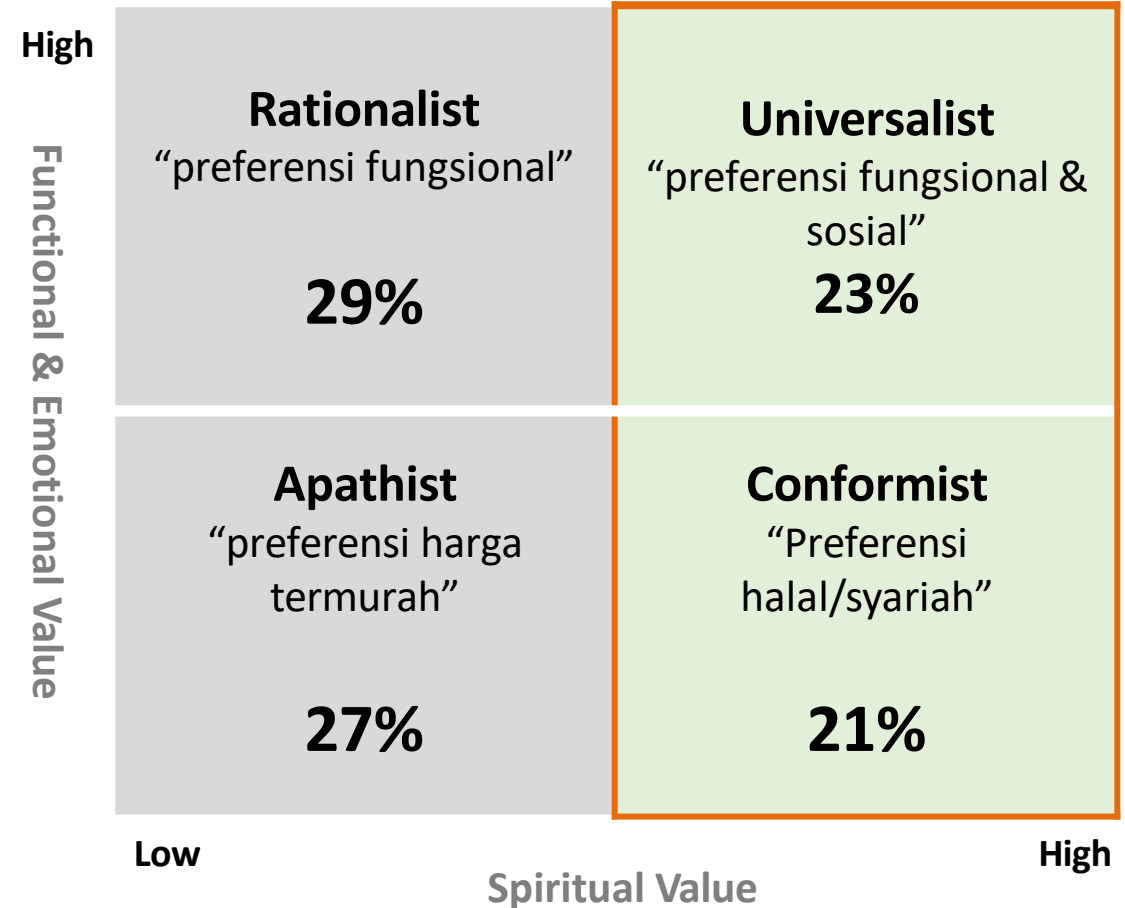 High
Functional & Emotional Value
Rationalist
“preferensi fungsional”
29%
Universalist
“preferensi fungsional &
sosial”
23%
Apathist
“preferensi harga
termurah”
27%
Conformist
“Preferensi
halal/syariah”
21%
Low
High
Spiritual Value